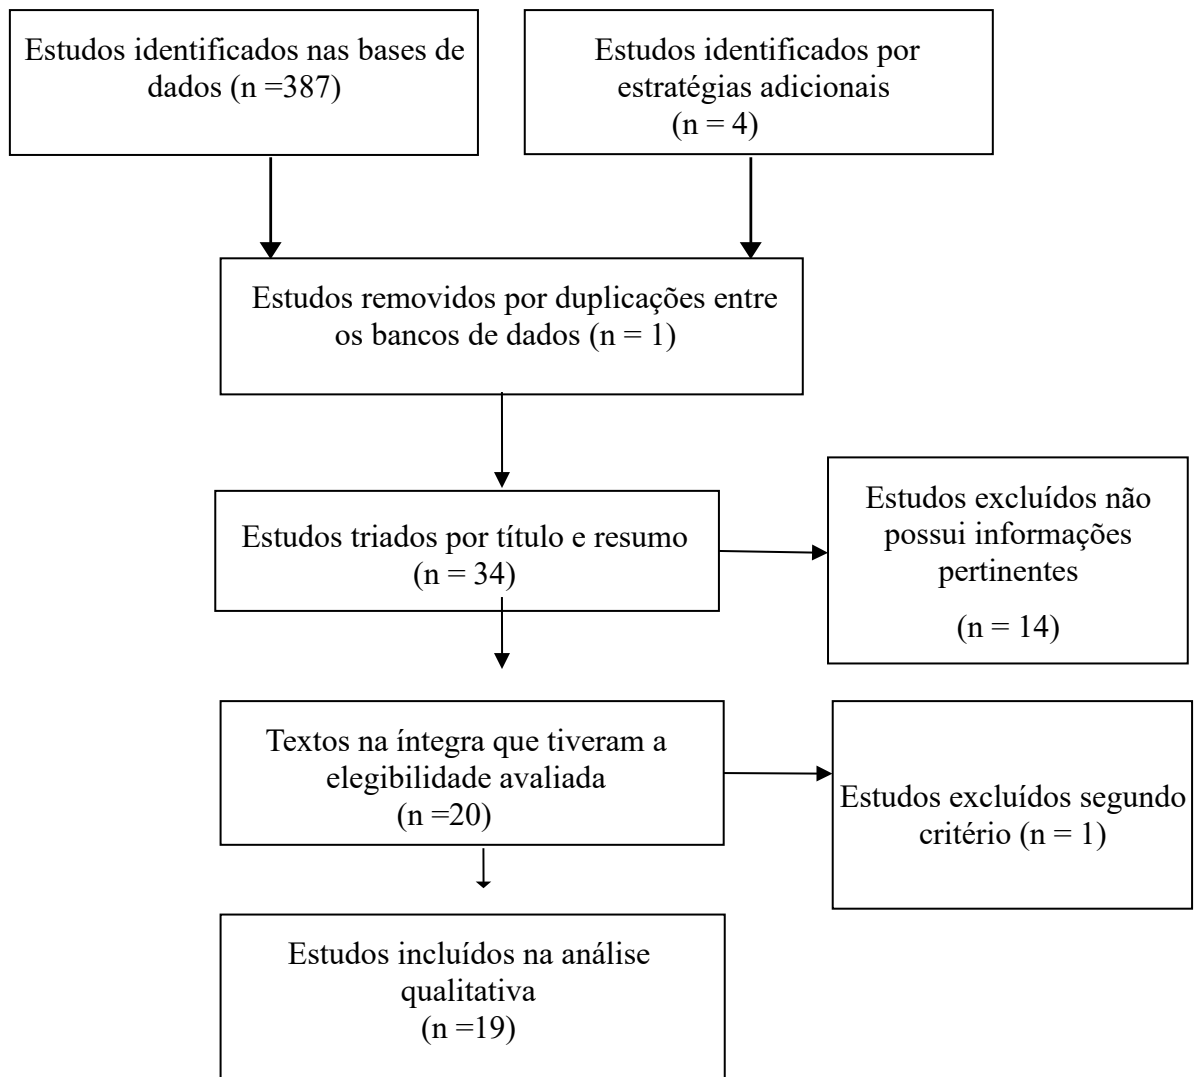 Estudos identificados nas bases de
dados (n =387)
Estudos identificados por
estratégias adicionais
(n = 4)
Estudos removidos por duplicações entre
os bancos de dados (n = 1)
Estudos triados por título e resumo
(n = 34)
Estudos excluídos não
possui informações
pertinentes
(n = 14)
Textos na íntegra que tiveram a
elegibilidade avaliada
(n =20)
Estudos excluídos segundo
critério (n = 1)
Estudos incluídos na análise
qualitativa
(n =19)